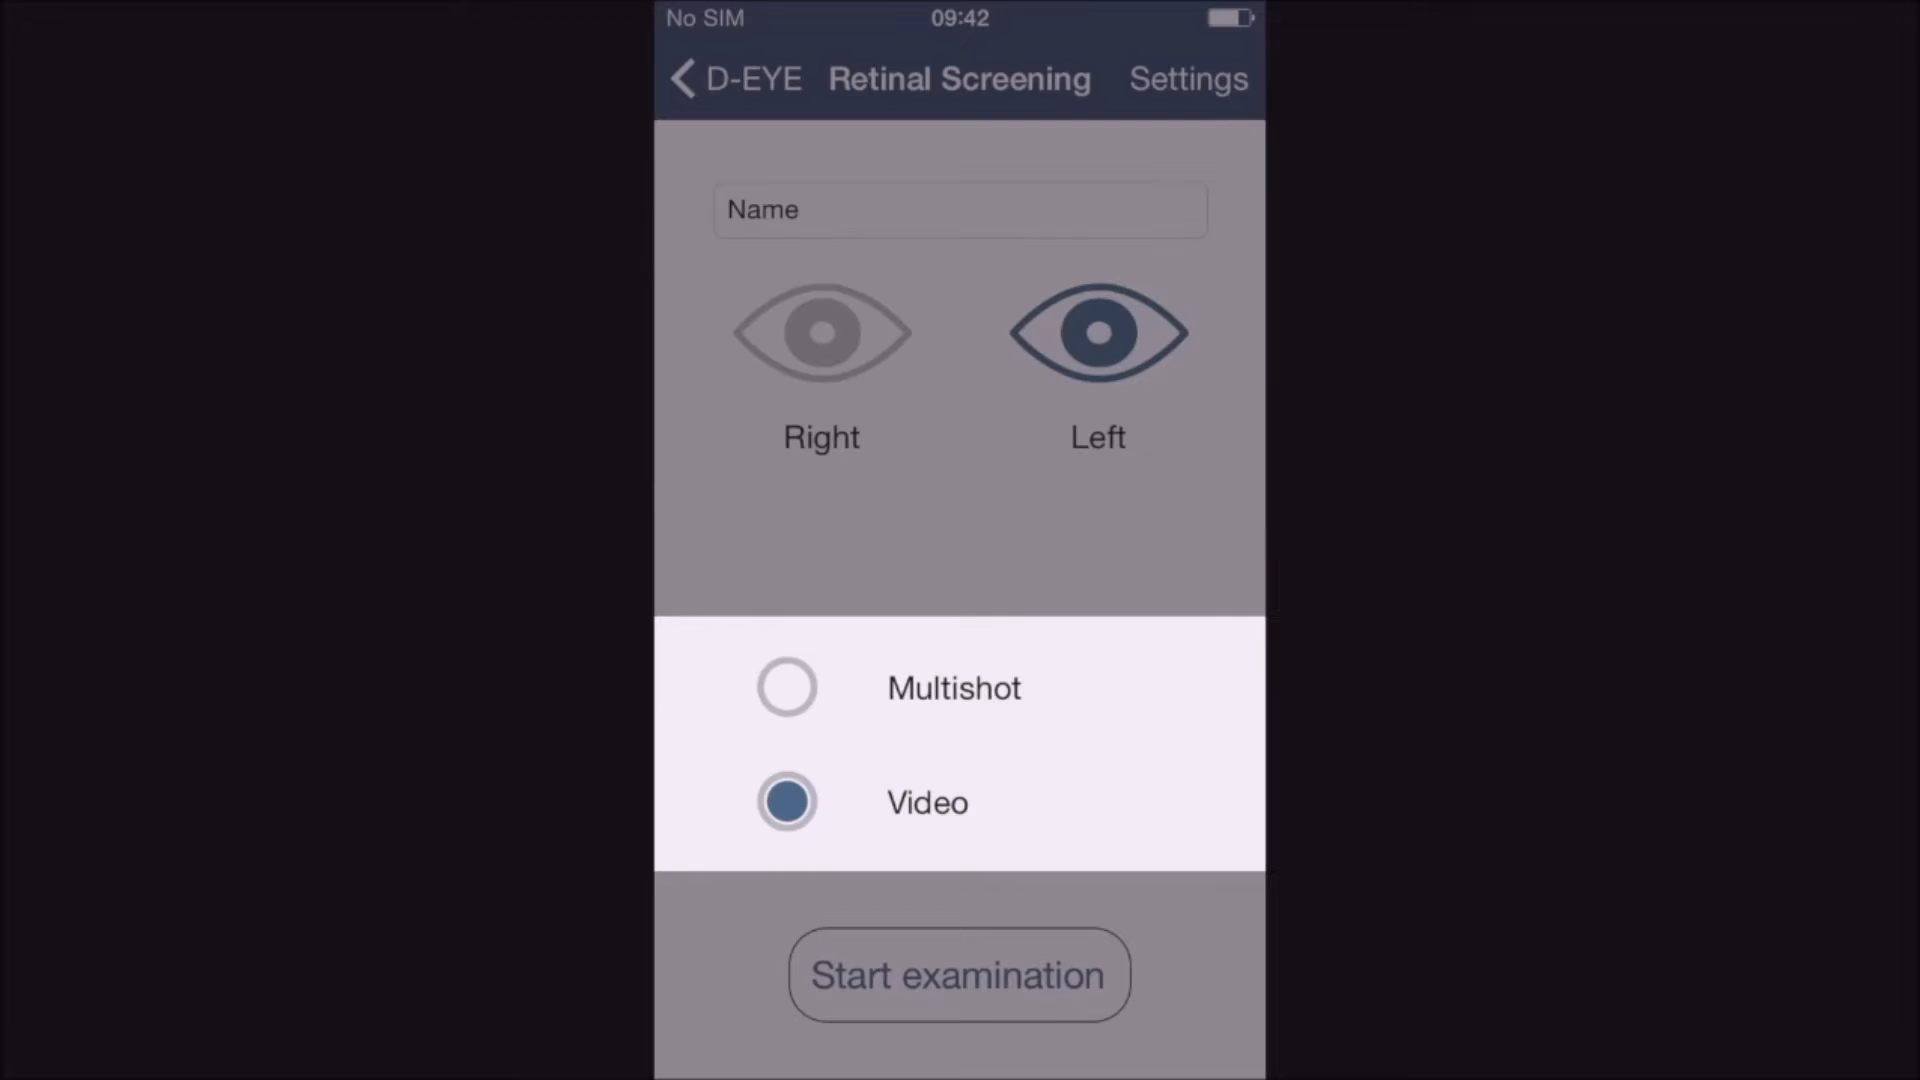 No SIM 09:42
D-EYE Retinal Screening Settings
Name
Right Left
Multishot
Video
Start examination